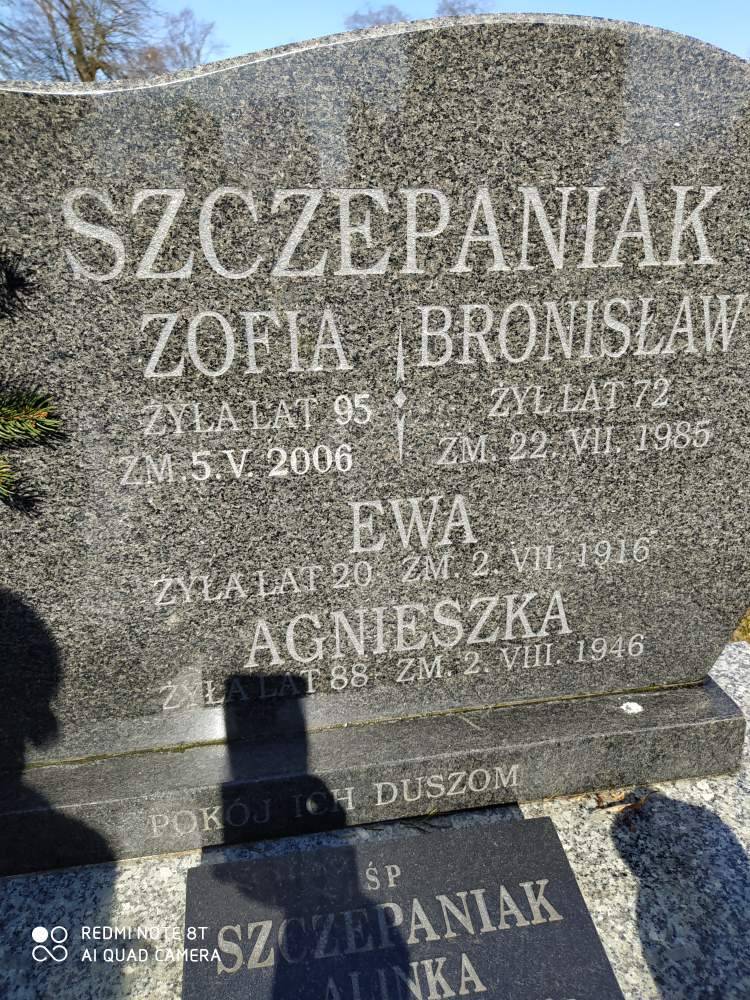 SZCZEPANIAK
ZOFIA
ŻYŁA LAT 95
ZM. 5.V. 2006
BRONISŁAW
ŻYŁ LAT 72
ZM. 22. VII. 1985
EWA
ŻYŁA LAT 20 ZM. 2. VII. 1916
AGNIESZKA
ŻYŁA LAT 88 ZM. 2. VIII. 1946
POKÓJ ICH DUSZOM
ŚP
SZCZEPANIAK
ALINKA
REDMI NOTE 8T
AI QUAD CAMERA